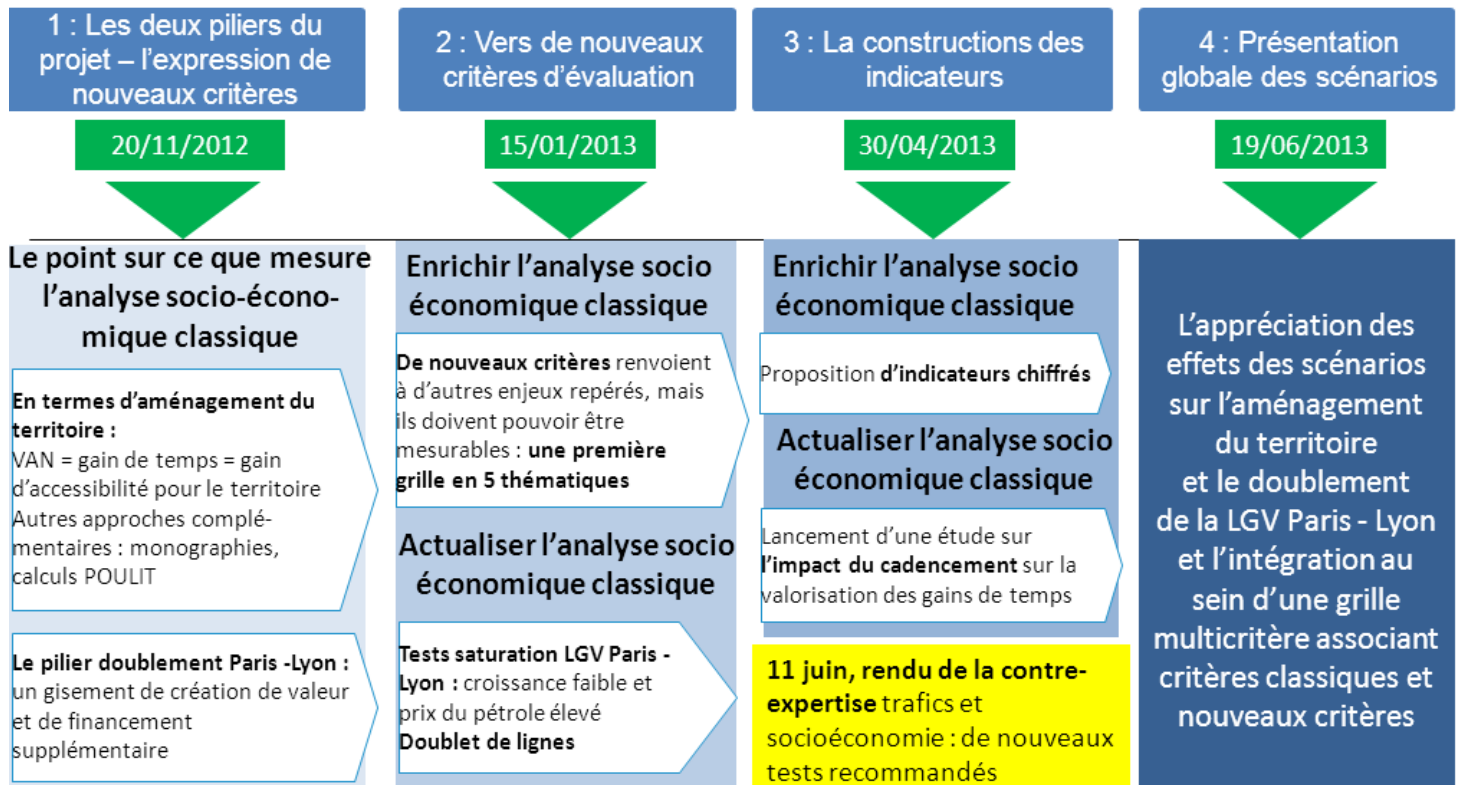 1 : Les deux piliers du
projet – l'expression de
nouveaux critères
20/11/2012
Le point sur ce que mesure
l'analyse socio-écono-
mique classique
En termes d'aménagement du
territoire :
VAN = gain de temps = gain
d'accessibilité pour le territoire
Autres approches complé-
mentaires : monographies,
calculs POULIT
Le pilier doublement Paris -Lyon :
un gisement de création de valeur
et de financement
supplémentaire
2 : Vers de nouveaux
critères d'évaluation
15/01/2013
Enrichir l'analyse socio
économique classique
De nouveaux critères renvoient
à d'autres enjeux repérés, mais
ils doivent pouvoir être
mesurables : une première
grille en 5 thématiques
Actualiser l'analyse socio
économique classique
Tests saturation LGV Paris -
Lyon : croissance faible et
prix du pétrole élevé
Doublet de lignes
3 : La constructions des
indicateurs
30/04/2013
Enrichir l'analyse socio
économique classique
Proposition d'indicateurs chiffrés
Actualiser l'analyse socio
économique classique
Lancement d'une étude sur
l'impact du cadencement sur la
valorisation des gains de temps
11 juin, rendu de la contre-
expertise trafics et
socioéconomie : de nouveaux
tests recommandés
4 : Présentation
globale des scénarios
19/06/2013
L'appréciation des
effets des scénarios
sur l'aménagement
du territoire
et le doublement
de la LGV Paris - Lyon
et l'intégration au
sein d'une grille
multicritère associant
critères classiques et
nouveaux critères